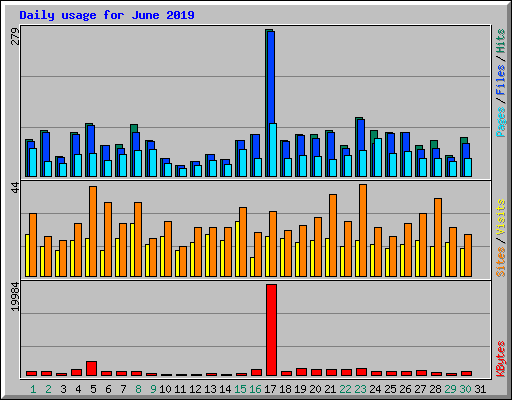 Daily usage for June 2019
279
Pages / Files / Hits
44
Sites / Visits
19984
KBytes
1 2 3 4 5 6 7 8 9 10 11 12 13 14 15 16 17 18 19 20 21 22 23 24 25 26 27 28 29 30 31